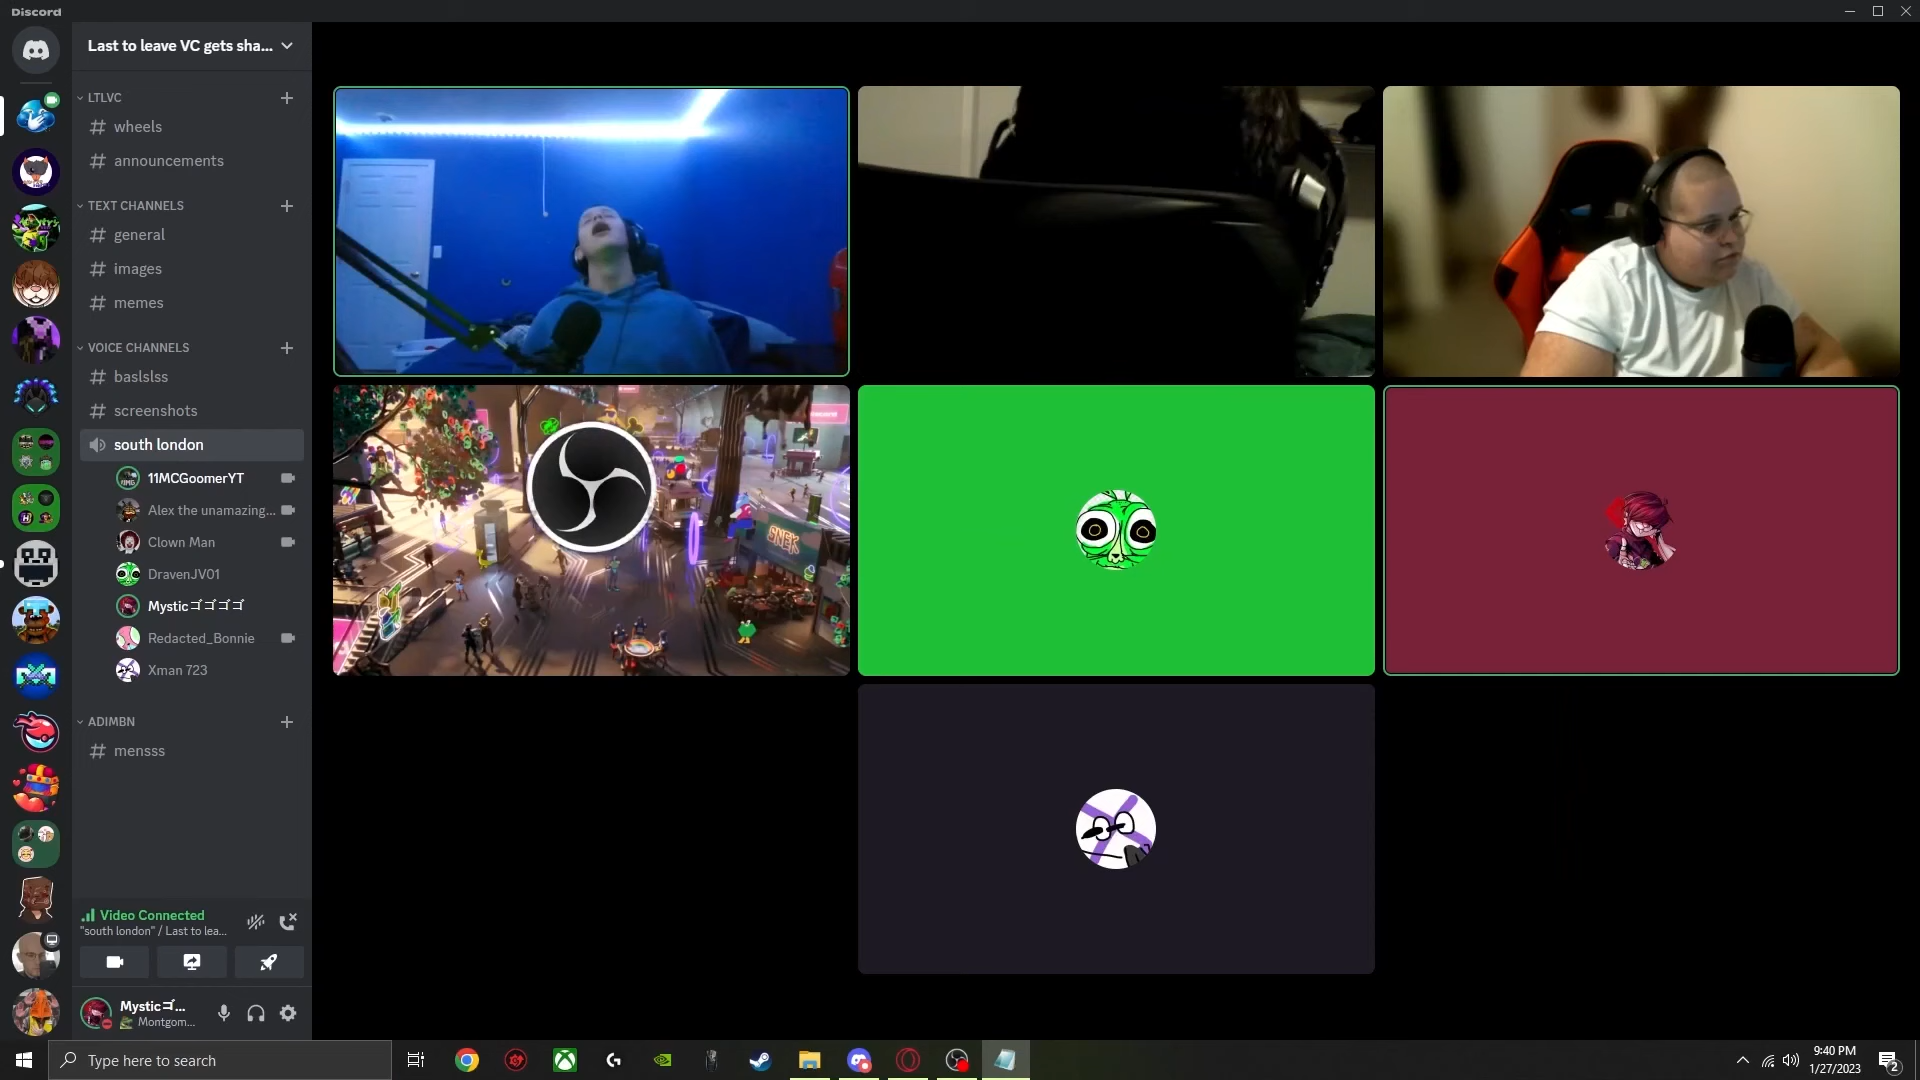 Discord
Last to leave VC gets sha...
LTLVC
wheels
announcements
TEXT CHANNELS
general
images
memes
VOICE CHANNELS
baslslss
screenshots
south london
11MCGoomerYT
Alex the unamazing...
Clown Man
DravenJV01
Mysticゴゴゴゴ
Redacted_Bonnie
Xman 723
ADIMBN
mensss
Video Connected
"south london" / Last to lea...
Mysticゴ...
Montgom...
SNEK
Type here to search
9:40 PM
1/27/2023
2